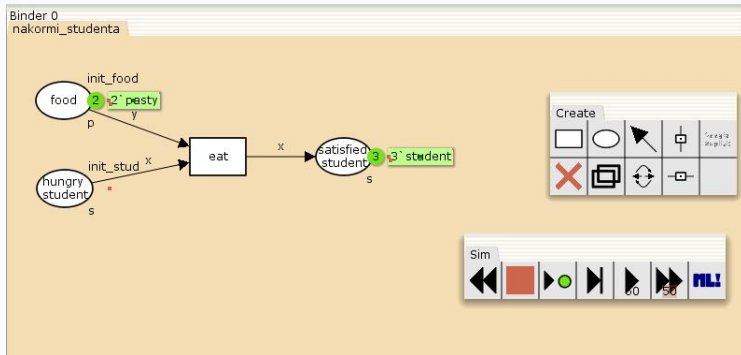 Binder 0
nakormi_studenta
init_food
food
2
2`pasty
y
p
eat
x
satisfied
student
3
3`student
s
init_stud
x
hungry
student
s
Create
Sim
50
ML!